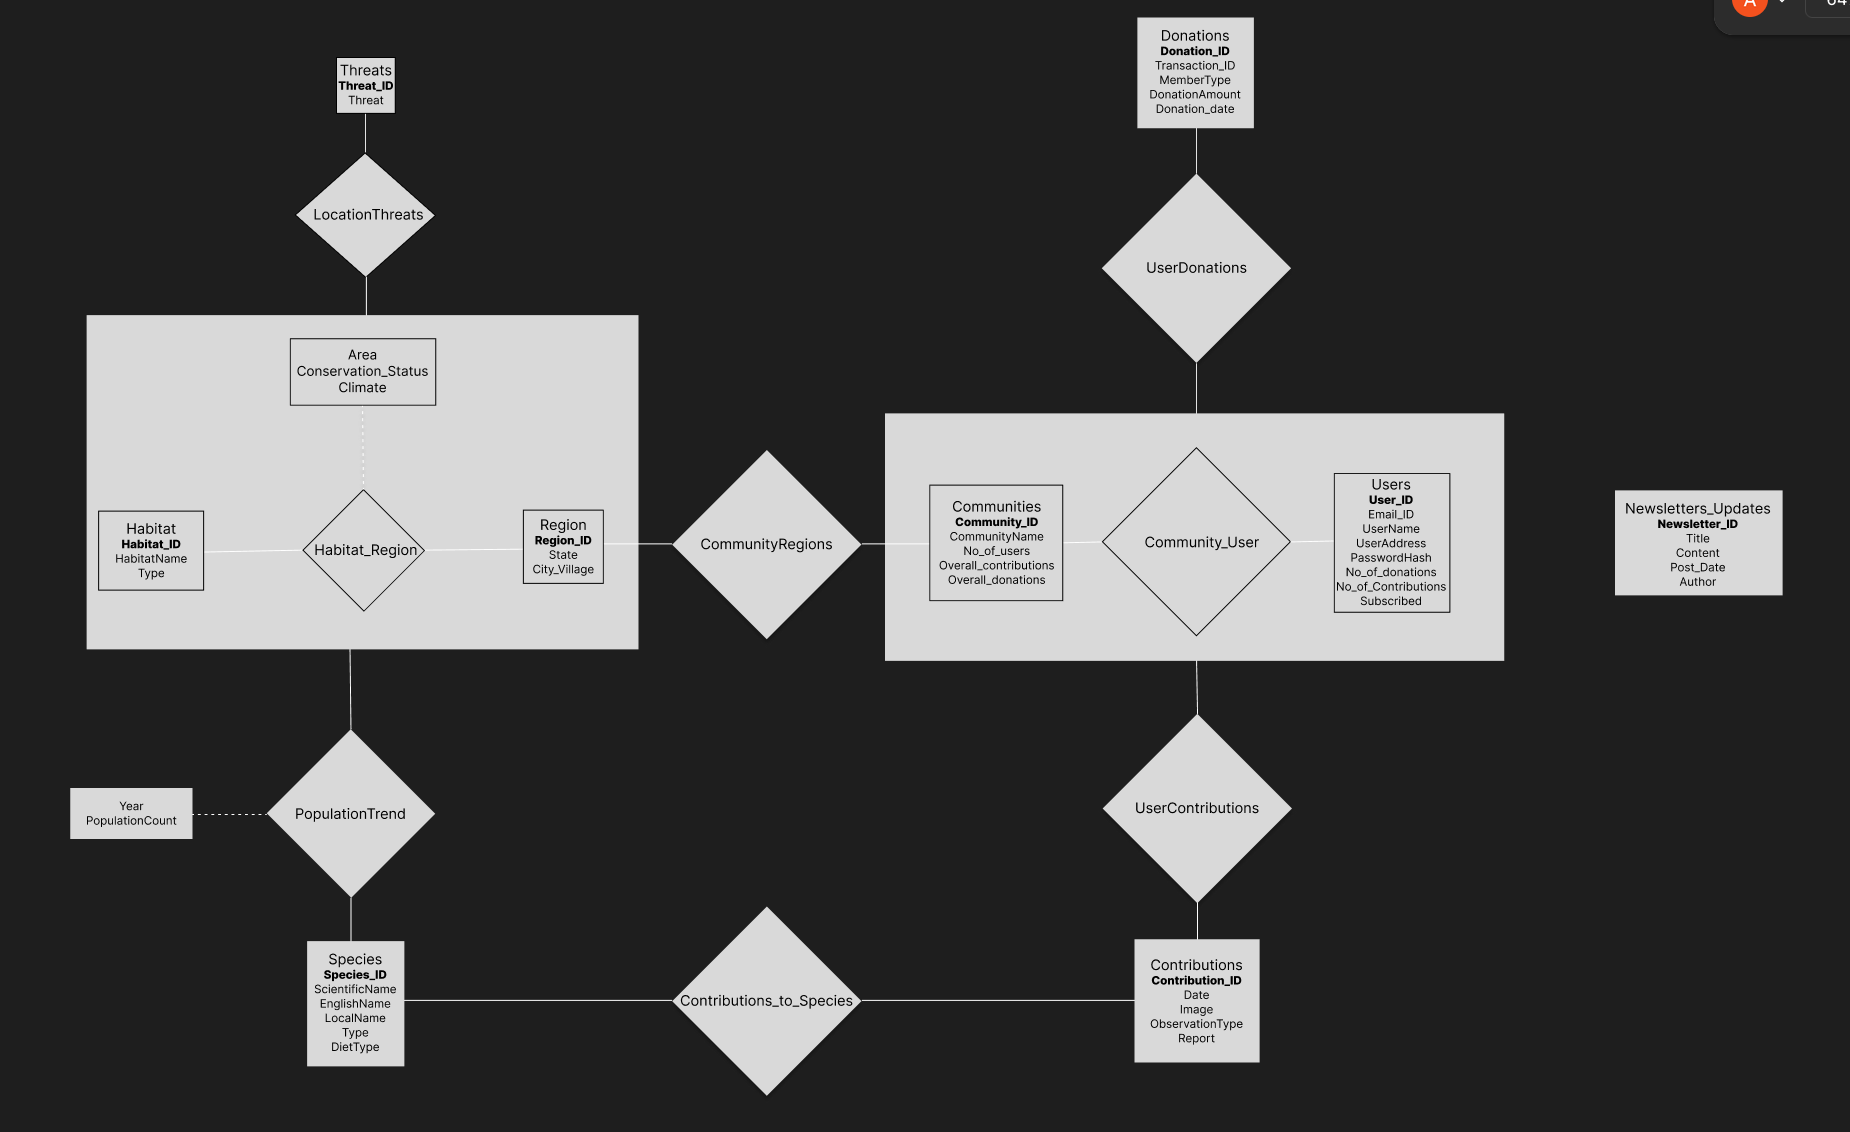 A
Donations
Donation_ID
Transaction_ID
MemberType
DonationAmount
Donation_date
Threats
Threat_ID
Threat
LocationThreats
UserDonations
Area
Conservation_Status
Climate
Habitat
Habitat_ID
HabitatName
Type
Habitat_Region
Region
Region_ID
State
City_Village
CommunityRegions
Communities
Community_ID
CommunityName
No_of_users
Overall_contributions
Overall_donations
Community_User
Users
User_ID
Email_ID
UserName
UserAddress
PasswordHash
No_of_donations
No_of_Contributions
Subscribed
Newsletters_Updates
Newsletter_ID
Title
Content
Post_Date
Author
Year
PopulationCount
PopulationTrend
UserContributions
Species
Species_ID
ScientificName
EnglishName
LocalName
Type
DietType
Contributions_to_Species
Contributions
Contribution_ID
Date
Image
ObservationType
Report